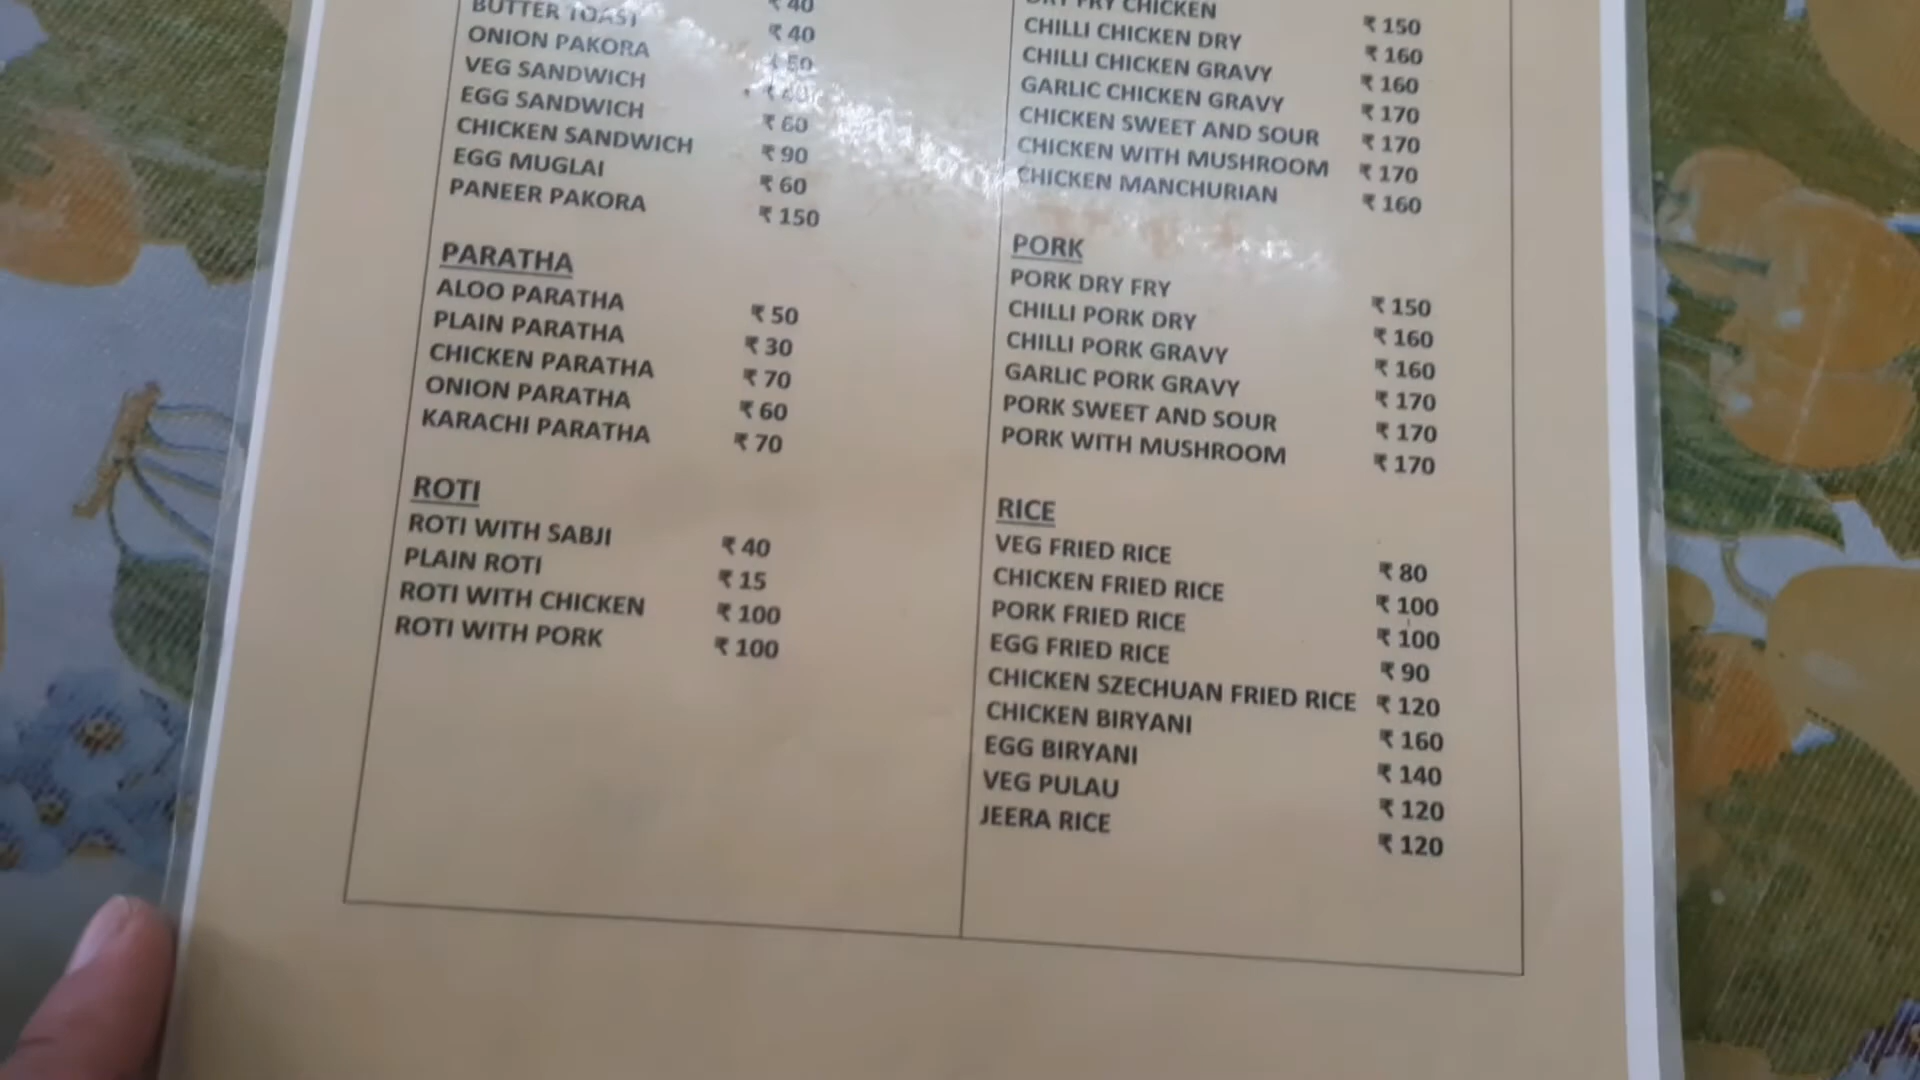 ₹ 40
BUTTER TOAST ₹ 40
ONION PAKORA ₹ 50
VEG SANDWICH
EGG SANDWICH ₹ 60
CHICKEN SANDWICH ₹ 90
EGG MUGLAI ₹ 60
PANEER PAKORA ₹ 150
PARATHA
ALOO PARATHA ₹ 50
PLAIN PARATHA ₹ 30
CHICKEN PARATHA ₹ 70
ONION PARATHA ₹ 60
KARACHI PARATHA ₹ 70
ROTI
ROTI WITH SABJI ₹ 40
PLAIN ROTI ₹ 15
ROTI WITH CHICKEN ₹ 100
ROTI WITH PORK ₹ 100
DRY FRY CHICKEN ₹ 150
CHILLI CHICKEN DRY ₹ 160
CHILLI CHICKEN GRAVY ₹ 160
GARLIC CHICKEN GRAVY ₹ 170
CHICKEN SWEET AND SOUR ₹ 170
CHICKEN WITH MUSHROOM ₹ 170
CHICKEN MANCHURIAN ₹ 160
PORK
PORK DRY FRY ₹ 150
CHILLI PORK DRY ₹ 160
CHILLI PORK GRAVY ₹ 160
GARLIC PORK GRAVY ₹ 170
PORK SWEET AND SOUR ₹ 170
PORK WITH MUSHROOM ₹ 170
RICE
VEG FRIED RICE ₹ 80
CHICKEN FRIED RICE ₹ 100
PORK FRIED RICE ₹ 100
EGG FRIED RICE ₹ 90
CHICKEN SZECHUAN FRIED RICE ₹ 120
CHICKEN BIRYANI ₹ 160
EGG BIRYANI ₹ 140
VEG PULAU ₹ 120
JEERA RICE ₹ 120